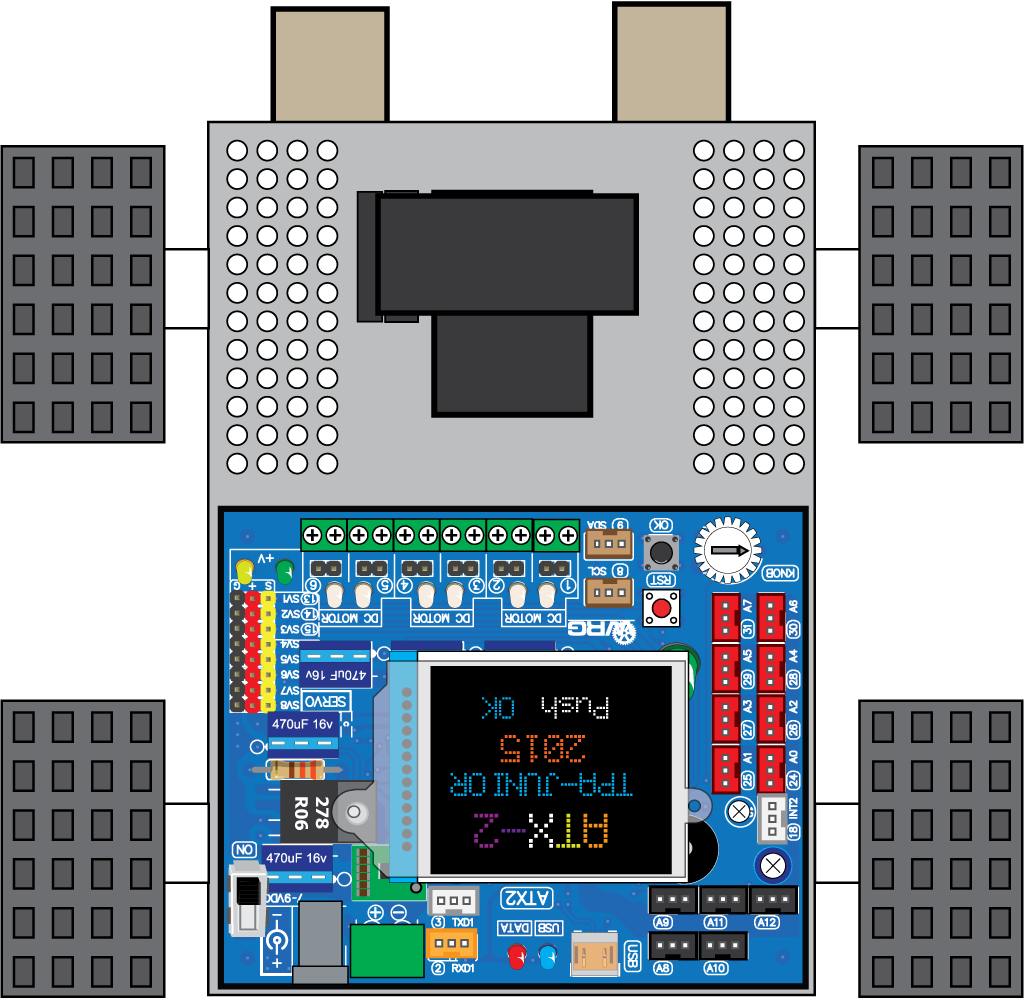 9
SDA
OK
8
SCL
RST
KNOB
+V
G + S
SV1 13
SV2 14
SV3 15
SV4
SV5
SV6
SV7
SV8
SERVO
6
5
4
3
2
1
DC MOTOR
DC MOTOR
DC MOTOR
470uF 16v
470uF 16v
470uF 16v
278
R06
ON
7-9VDC
A7
31
A6
30
A5
29
A4
28
A3
27
A2
26
A1
25
A0
24
INT2
18
ATX-2
TPA-JUNIOR
2015
Push OK
ATX2
3 TXD1
2 RXD1
DATA
USB
USB
A9
A11
A12
A8
A10